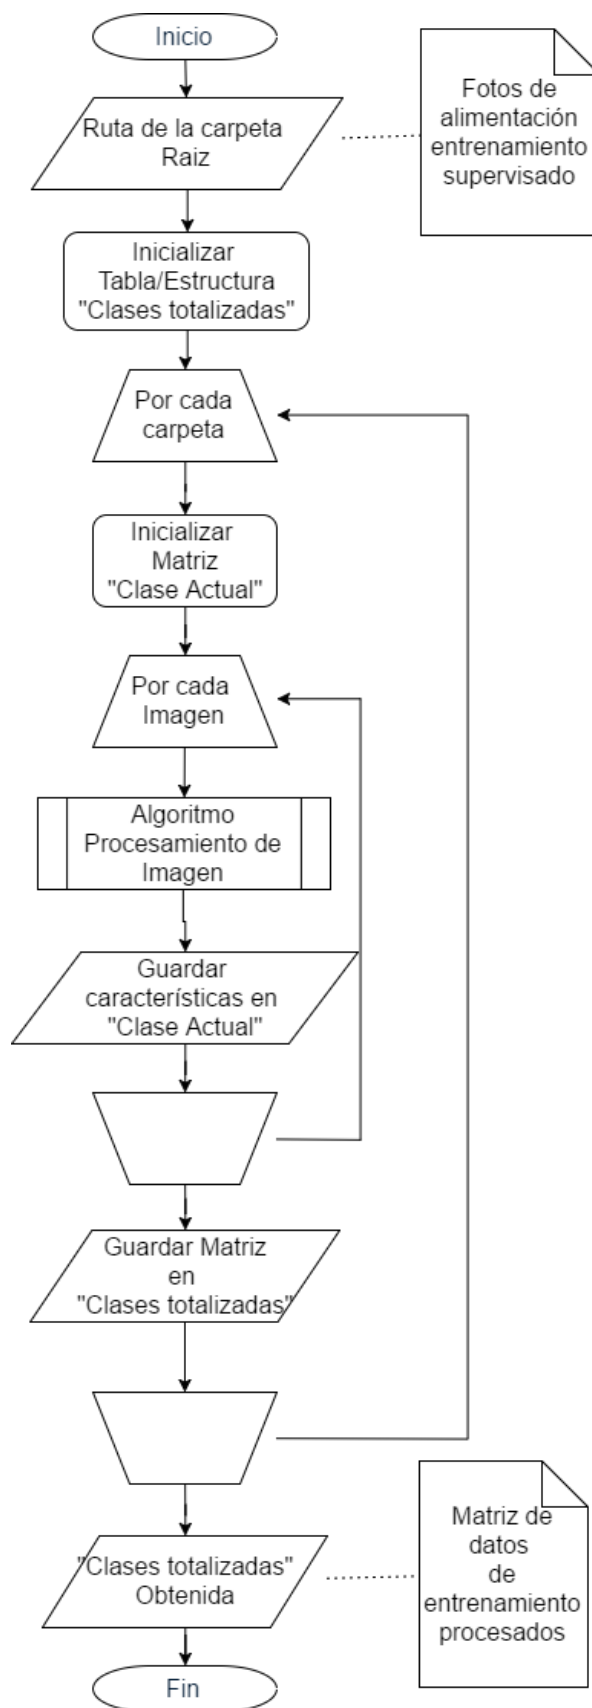 Inicio
Ruta de la carpeta
Raiz
Fotos de
alimentación
entrenamiento
supervisado
Inicializar
Tabla/Estructura
"Clases totalizadas"
Por cada
carpeta
Inicializar
Matriz
"Clase Actual"
Por cada
Imagen
Algoritmo
Procesamiento de
Imagen
Guardar
características en
"Clase Actual"
Guardar Matriz
en
"Clases totalizadas"
"Clases totalizadas"
Obtenida
Matriz de
datos
de
entrenamiento
procesados
Fin